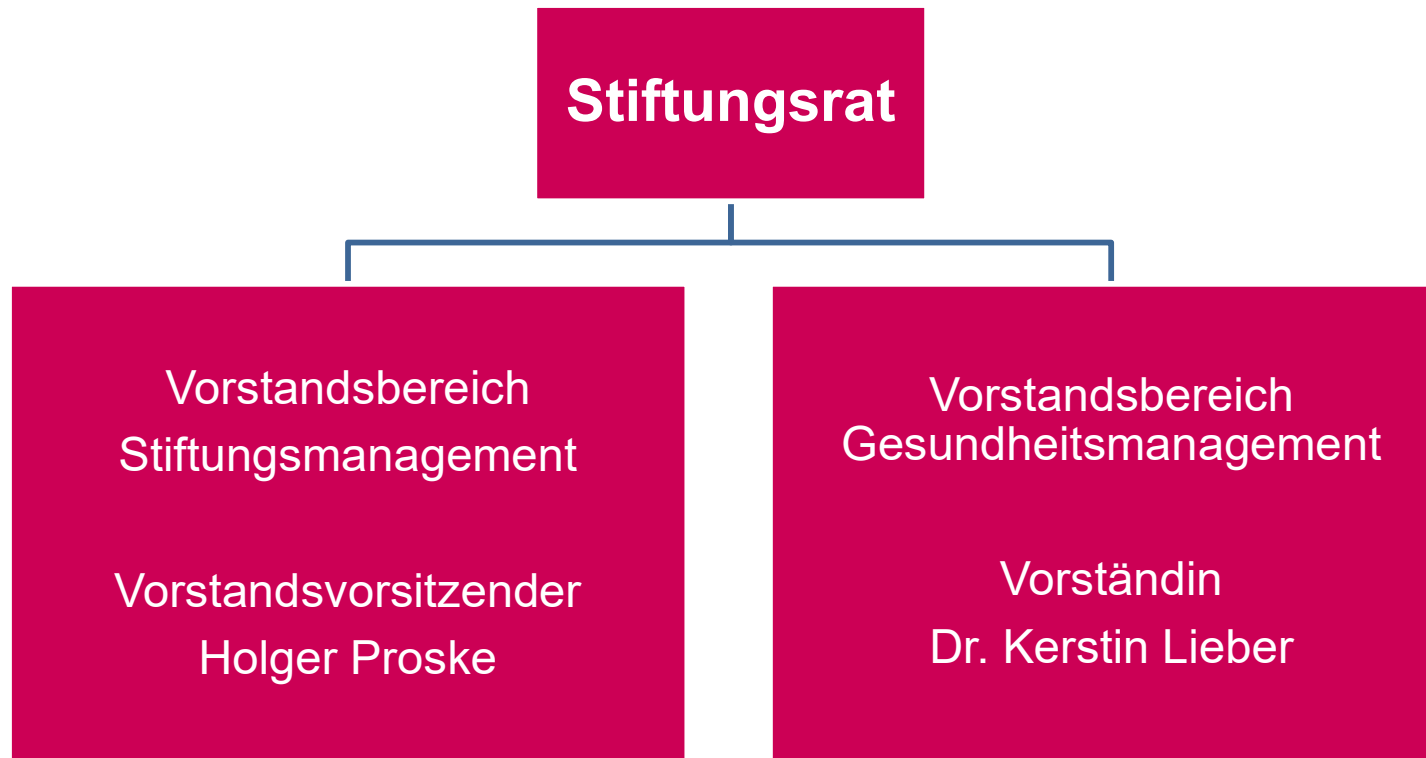 Stiftungsrat
Vorstandsbereich
Stiftungsmanagement
Vorstandsvorsitzender
Holger Proske
Vorstandsbereich
Gesundheitsmanagement
Vorständin
Dr. Kerstin Lieber